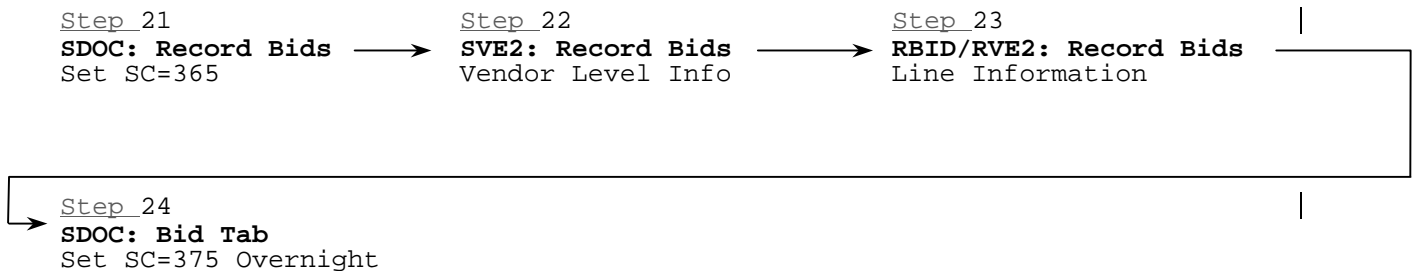 Step 21
SDOC: Record Bids
Set SC=365
Step 22
SVE2: Record Bids
Vendor Level Info
Step 23
RBID/RVE2: Record Bids
Line Information
Step 24
SDOC: Bid Tab
Set SC=375 Overnight